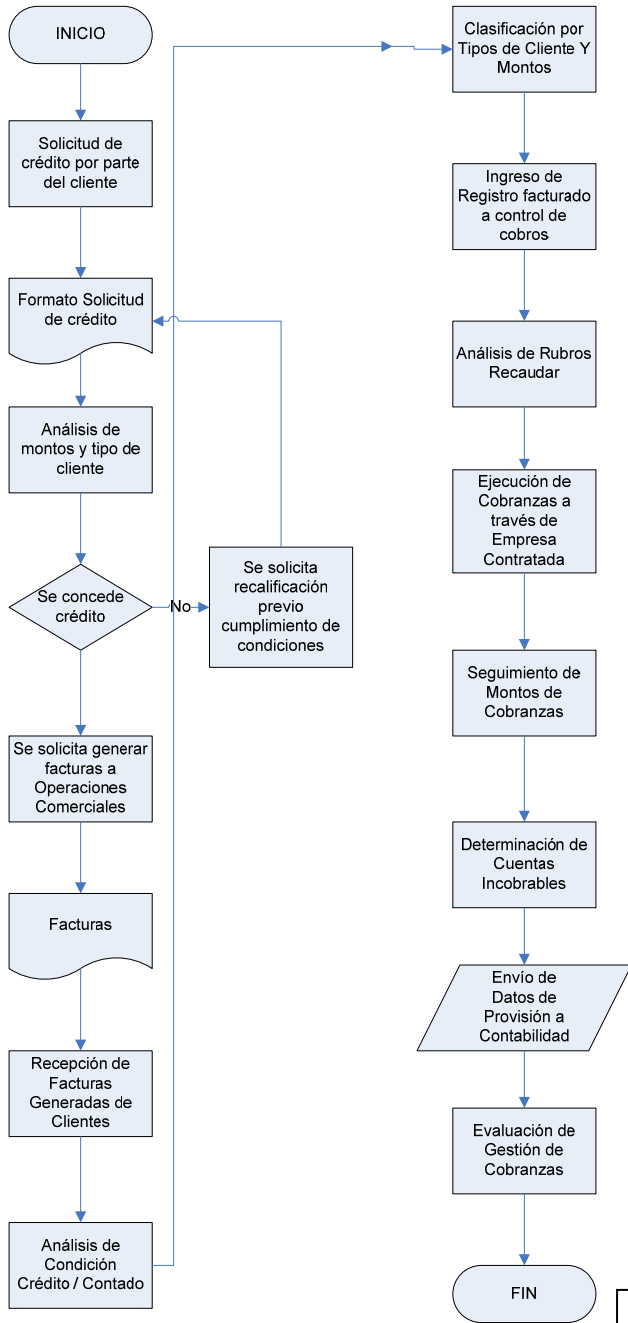 INICIO
Solicitud de
crédito por parte
del cliente
Formato Solicitud
de crédito
Análisis de
montos y tipo de
cliente
Se concede
crédito
No
Se solicita
recalificación
previo
cumplimiento de
condiciones
Se solicita generar
facturas a
Operaciones
Comerciales
Facturas
Recepción de
Facturas
Generadas de
Clientes
Análisis de
Condición
Crédito / Contado
Clasificación por
Tipos de Cliente Y
Montos
Ingreso de
Registro facturado
a control de
cobros
Análisis de Rubros
Recaudar
Ejecución de
Cobranzas a
través de
Empresa
Contratada
Seguimiento de
Montos de
Cobranzas
Determinación de
Cuentas
Incobrables
Envío de
Datos de
Provisión a
Contabilidad
Evaluación de
Gestión de
Cobranzas
FIN